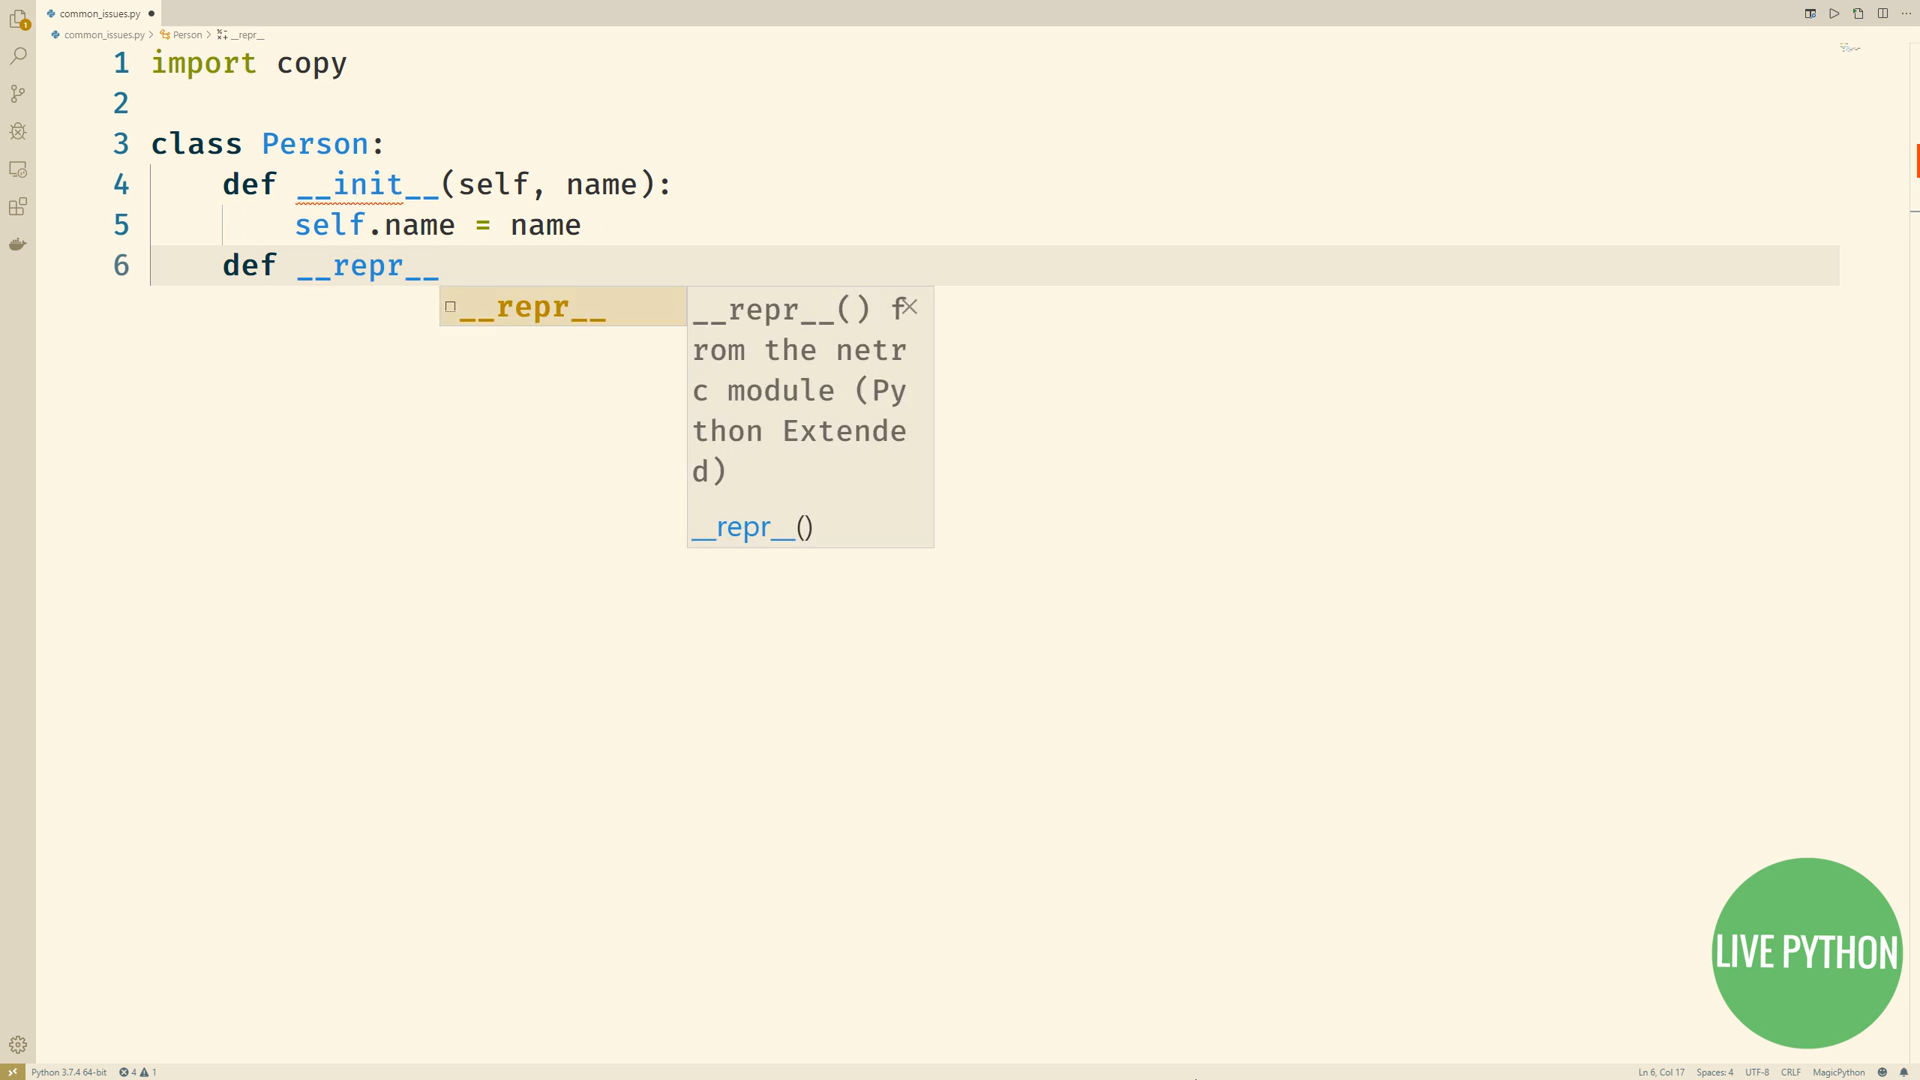 common_issues.py
common_issues.py > Person > __repr__
1 import copy
2
3 class Person:
4 def __init__(self, name):
5 self.name = name
6 def __repr__
__repr__
__repr__() f
rom the netr
c module (Py
thon Extende
d)
__repr__()
LIVE PYTHON
1
Python 3.7.4 64-bit 4 1 Ln 6, Col 17 Spaces: 4 UTF-8 CRLF MagicPython